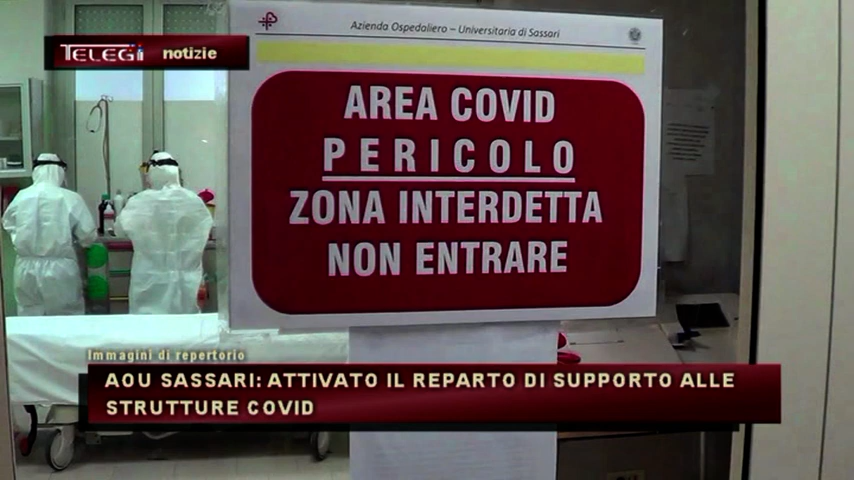 Azienda Ospedaliero – Universitaria di Sassari
TELEGI notizie
AREA COVID
PERICOLO
ZONA INTERDETTA
NON ENTRARE
Immagini di repertorio
AOU SASSARI: ATTIVATO IL REPARTO DI SUPPORTO ALLE
STRUTTURE COVID